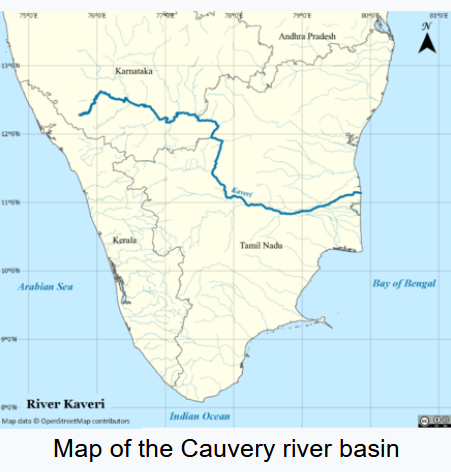 75°0'E 76°0'E 77°0'E 78°0'E 79°0'E 80°0'E 81°0'E
N
Andhra Pradesh
13°0'N
Karnataka
12°0'N
11°0'N
Kaveri
Kerala
Tamil Nadu
10°0'N
Arabian Sea
Bay of Bengal
9°0'N
8°0'N
River Kaveri
Indian Ocean
Map data © OpenStreetMap contributors
Map of the Cauvery river basin